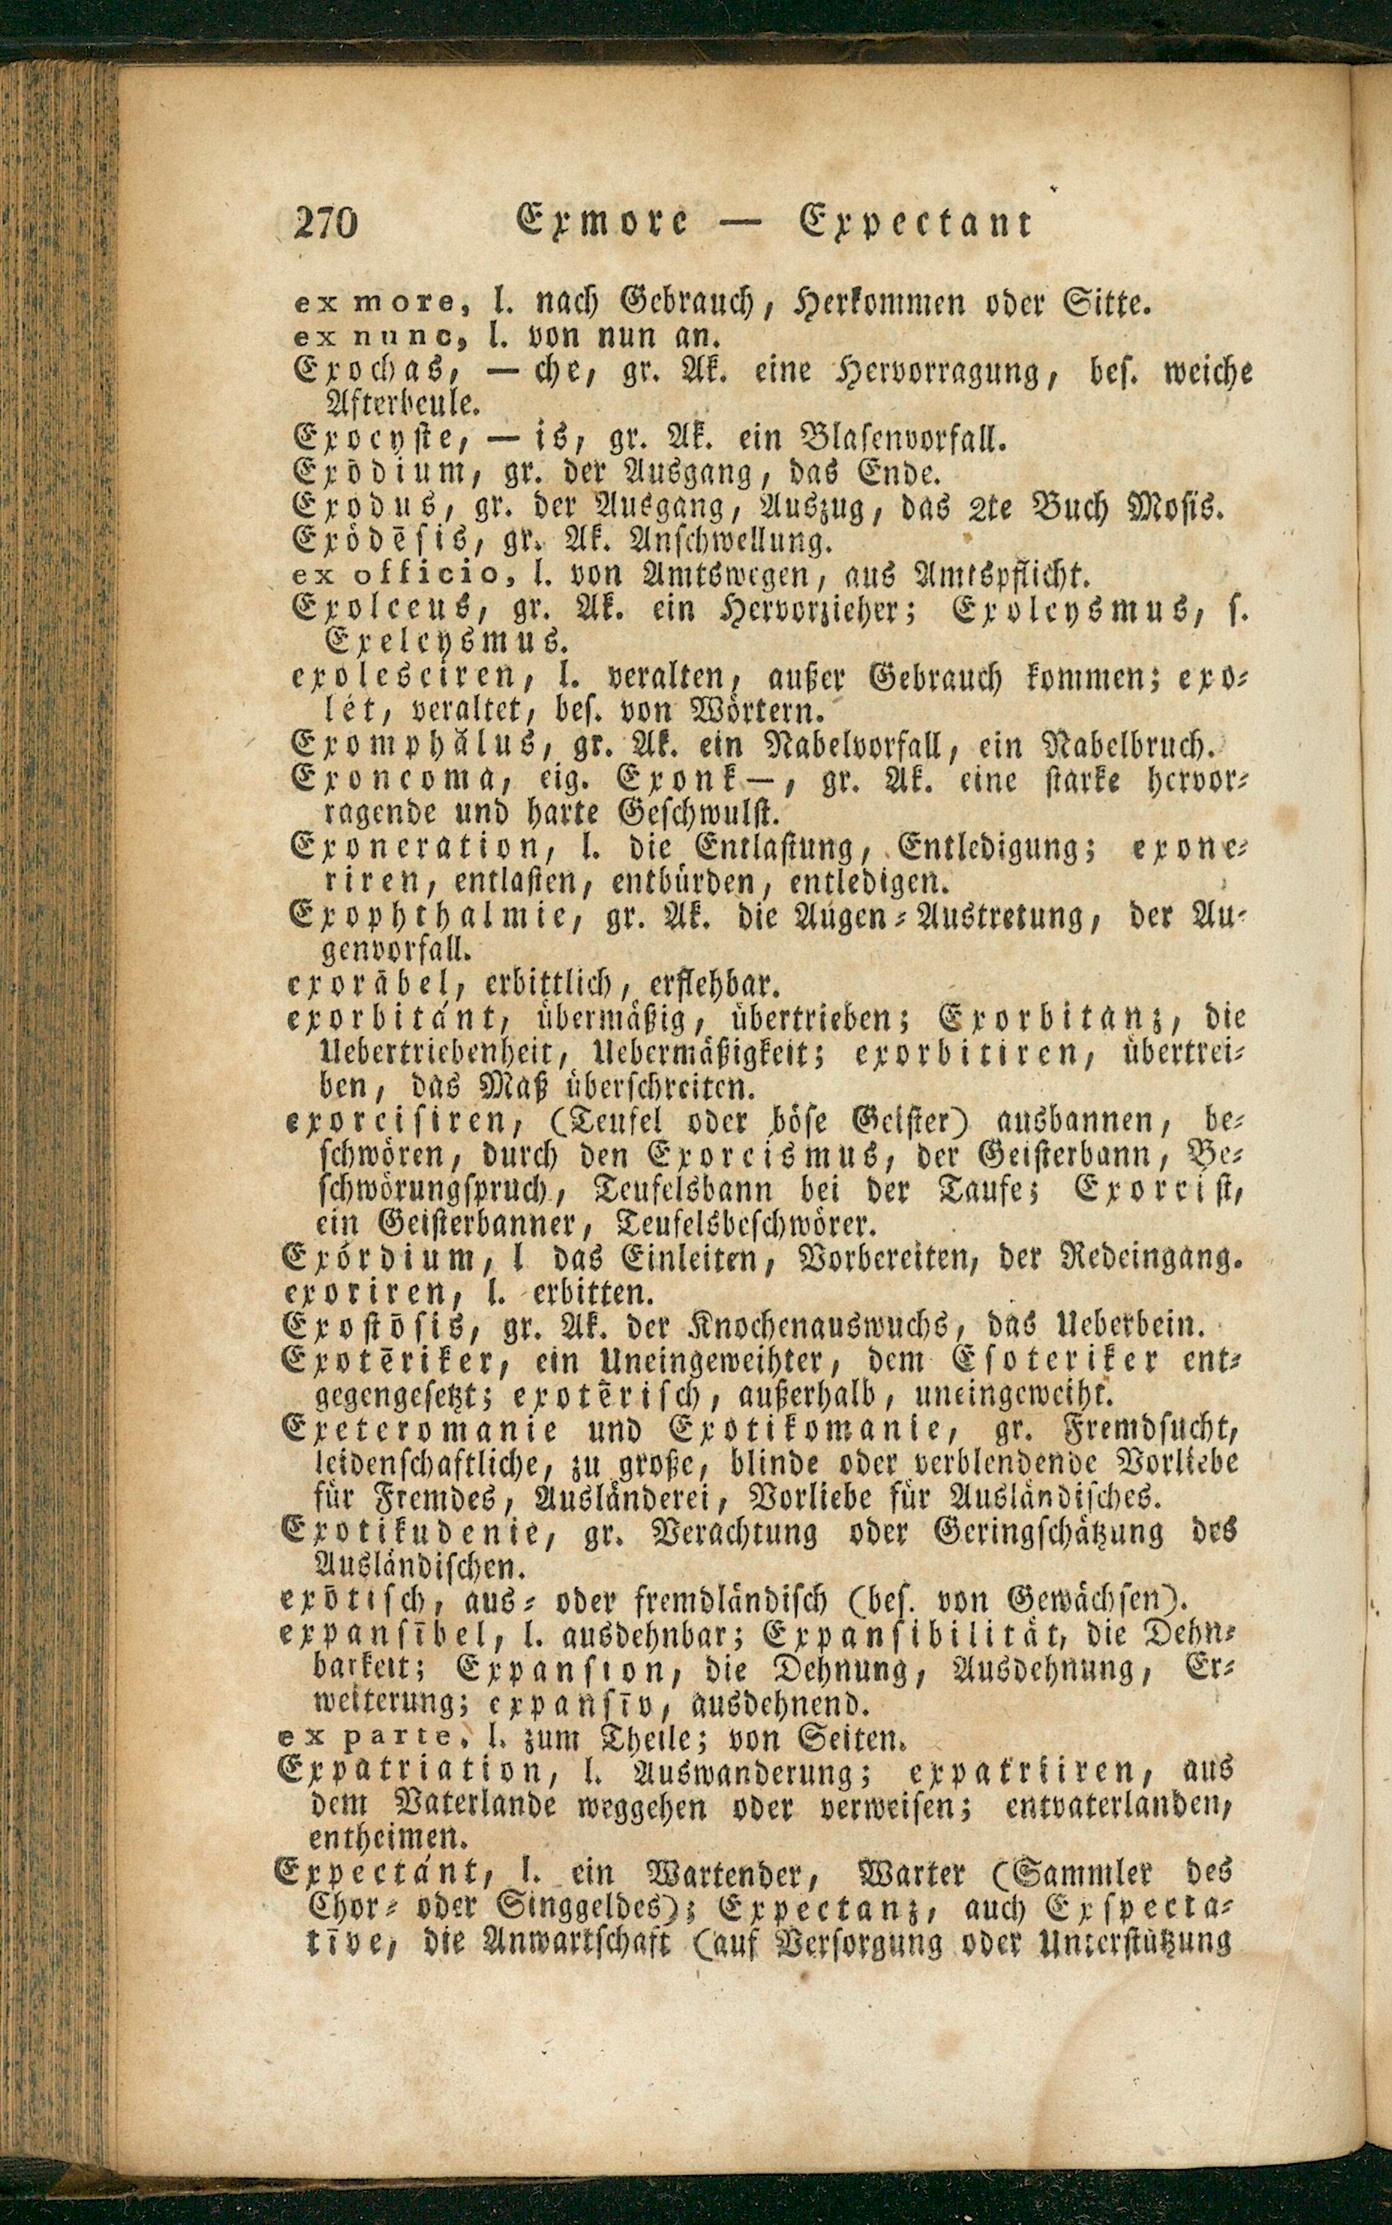 270 Exmore — Expectant
ex more, l. nach Gebrauch, Herkommen oder Sitte.
ex nunc, l. von nun an.
Exochas, — che, gr. Ak. eine Hervorragung, bes. weiche
Afterbeule.
Exocyste, — is, gr. Ak. ein Blasenvorfall.
Exōdium, gr. der Ausgang, das Ende.
Exodus, gr. der Ausgang, Auszug, das 2te Buch Mosis.
Exödēsis, gr. Ak. Anschwellung.
ex officio, l. von Amtswegen, aus Amtspflicht.
Exolceus, gr. Ak. ein Hervorzieher; Exolcysmus, s.
Exelcysmus.
exolesciren, l. veralten, außer Gebrauch kommen; exo-
lét, veraltet, bes. von Wörtern.
Exomphălus, gr. Ak. ein Nabelvorfall, ein Nabelbruch.
Exoncoma, eig. Exonk—, gr. Ak. eine starke hervor-
ragende und harte Geschwulst.
Exoneration, l. die Entlastung, Entledigung; exone-
riren, entlasten, entbürden, entledigen.
Exophthalmie, gr. Ak. die Augen-Austretung, der Au-
genvorfall.
exorābel, erbittlich, erflehbar.
exorbitánt, übermäßig, übertrieben; Exorbitanz, die
Uebertriebenheit, Uebermäßigkeit; exorbitiren, übertrei-
ben, das Maß überschreiten.
exorcisiren, (Teufel oder böse Geister) ausbannen, be-
schwören, durch den Exorcismus, der Geisterbann, Be-
schwörungspruch, Teufelsbann bei der Taufe; Exorcist,
ein Geisterbanner, Teufelsbeschwörer.
Exórdium, l das Einleiten, Vorbereiten, der Redeingang.
exoriren, l. erbitten.
Exostōsis, gr. Ak. der Knochenauswuchs, das Ueberbein.
Exotēriker, ein Uneingeweihter, dem Esoteriker ent-
gegengesetzt; exotērisch, außerhalb, uneingeweiht.
Exeteromanie und Exotikomanie, gr. Fremdsucht,
leidenschaftliche, zu große, blinde oder verblendende Vorliebe
für Fremdes, Ausländerei, Vorliebe für Ausländisches.
Exotikudenie, gr. Verachtung oder Geringschätzung des
Ausländischen.
exōtisch, aus- oder fremdländisch (bes. von Gewächsen).
expansībel, l. ausdehnbar; Expansibilität, die Dehn-
barkeit; Expansion, die Dehnung, Ausdehnung, Er-
weiterung; expansīv, ausdehnend.
ex parte, l. zum Theile; von Seiten.
Expatriation, l. Auswanderung; expatriiren, aus
dem Vaterlande weggehen oder verweisen; entvaterlanden,
entheimen.
Expectánt, l. ein Wartender, Warter (Sammler des
Chor- oder Singgeldes); Expectanz, auch Exspecta-
tīve, die Anwartschaft (auf Versorgung oder Unterstützung